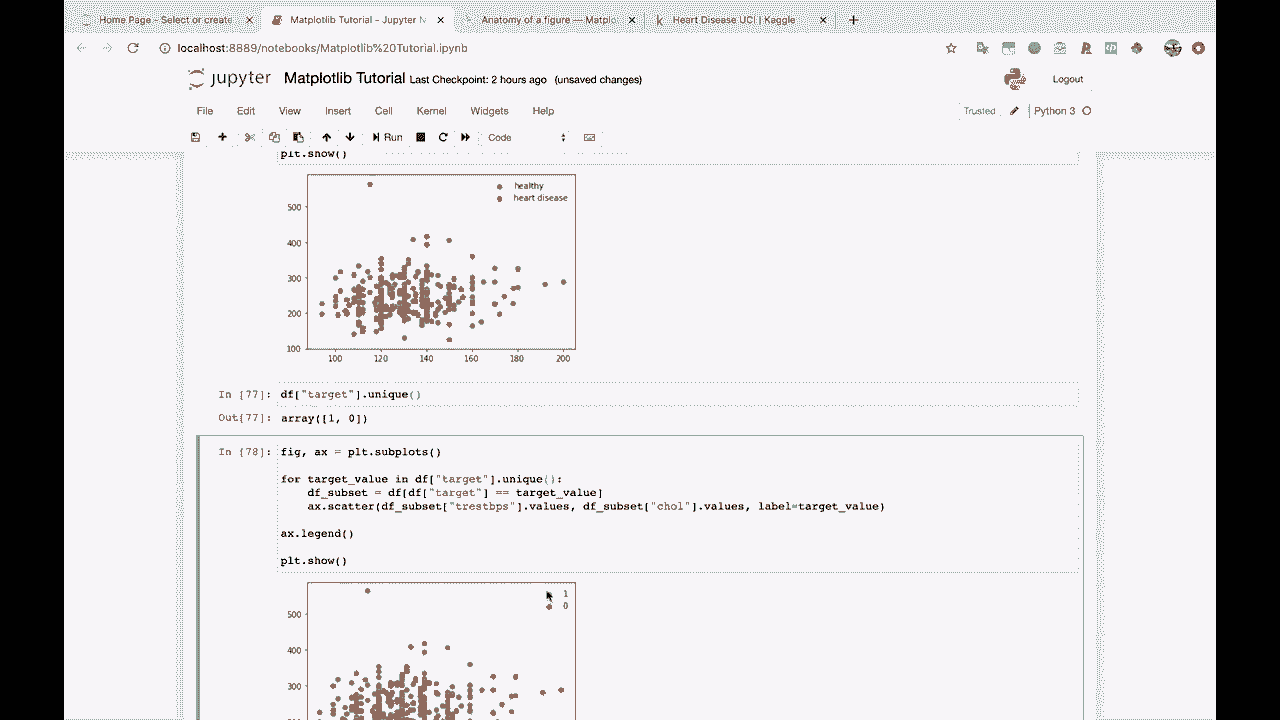 Home Page - Select or create
Matplotlib Tutorial - Jupyter N
Anatomy of a figure — Matplo
Heart Disease UCI | Kaggle
localhost:8889/notebooks/Matplotlib%20Tutorial.ipynb
jupyter Matplotlib Tutorial Last Checkpoint: 2 hours ago (unsaved changes) Logout
File Edit View Insert Cell Kernel Widgets Help Trusted Python 3
Run Code
plt.show()
healthy
heart disease
500
400
300
200
100
100 120 140 160 180 200
In [77]: df["target"].unique()
Out[77]: array([1, 0])
In [78]: fig, ax = plt.subplots()
for target_value in df["target"].unique():
df_subset = df[df["target"] == target_value]
ax.scatter(df_subset["trestbps"].values, df_subset["chol"].values, label=target_value)
ax.legend()
plt.show()
1
0
500
400
300